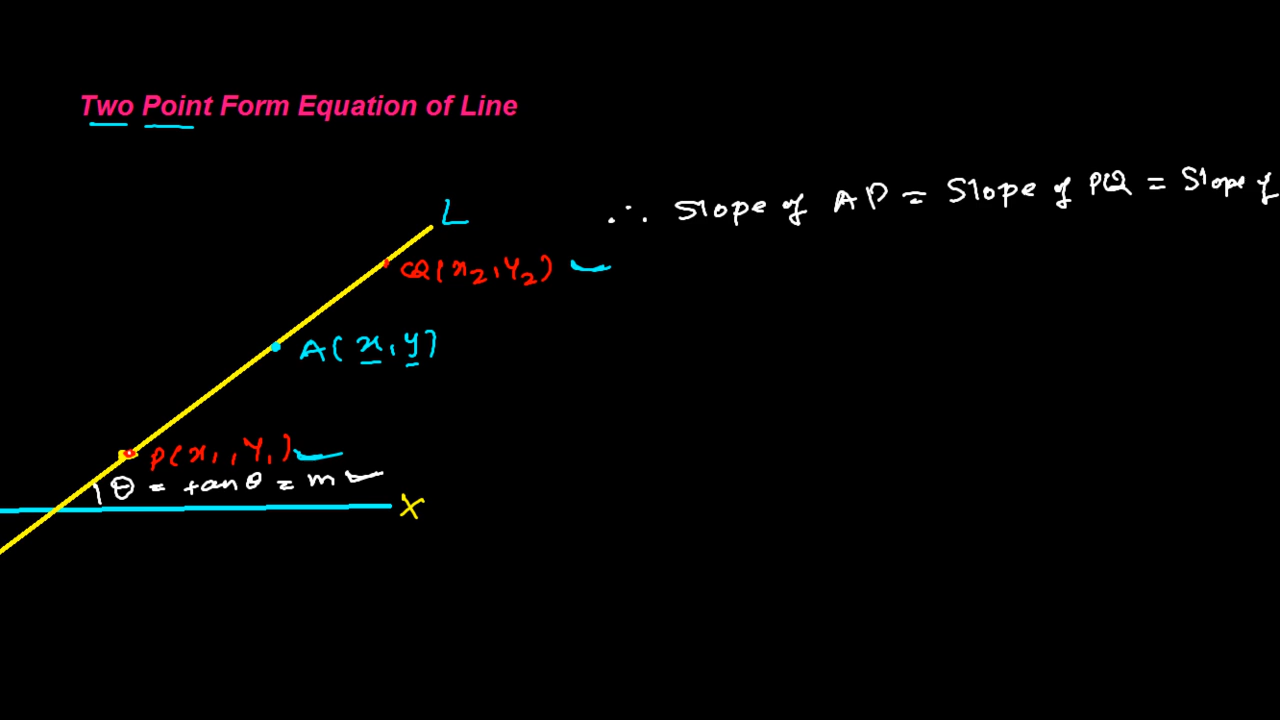 Two Point Form Equation of Line
∴ Slope of AP = Slope of PQ = Slope of
L
Q(x₂, y₂)
A(x, y)
P(x₁, y₁)
θ = tanθ = m
X